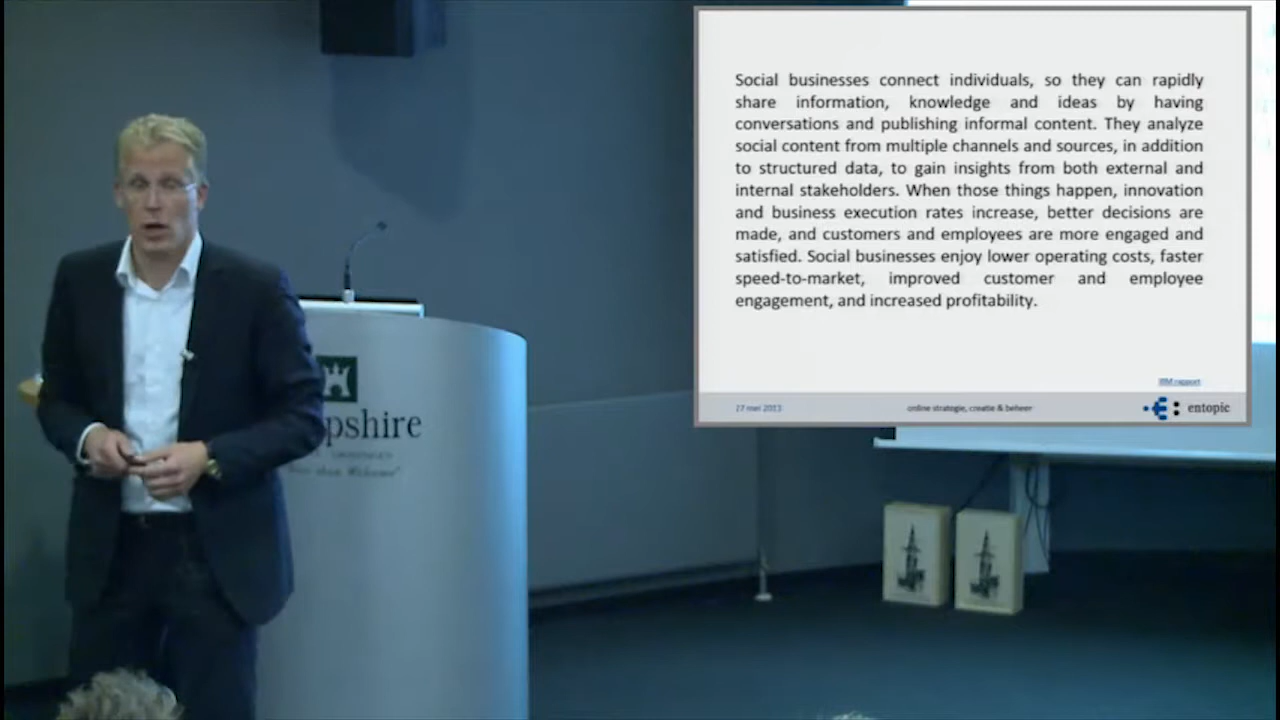 Social businesses connect individuals, so they can rapidly
share information, knowledge and ideas by having
conversations and publishing informal content. They analyze
social content from multiple channels and sources, in addition
to structured data, to gain insights from both external and
internal stakeholders. When those things happen, innovation
and business execution rates increase, better decisions are
made, and customers and employees are more engaged and
satisfied. Social businesses enjoy lower operating costs, faster
speed-to-market, improved customer and employee
engagement, and increased profitability.
IBM rapport
27 mei 2013
online strategie, creatie & beheer
entopic
pshire
Welcome"